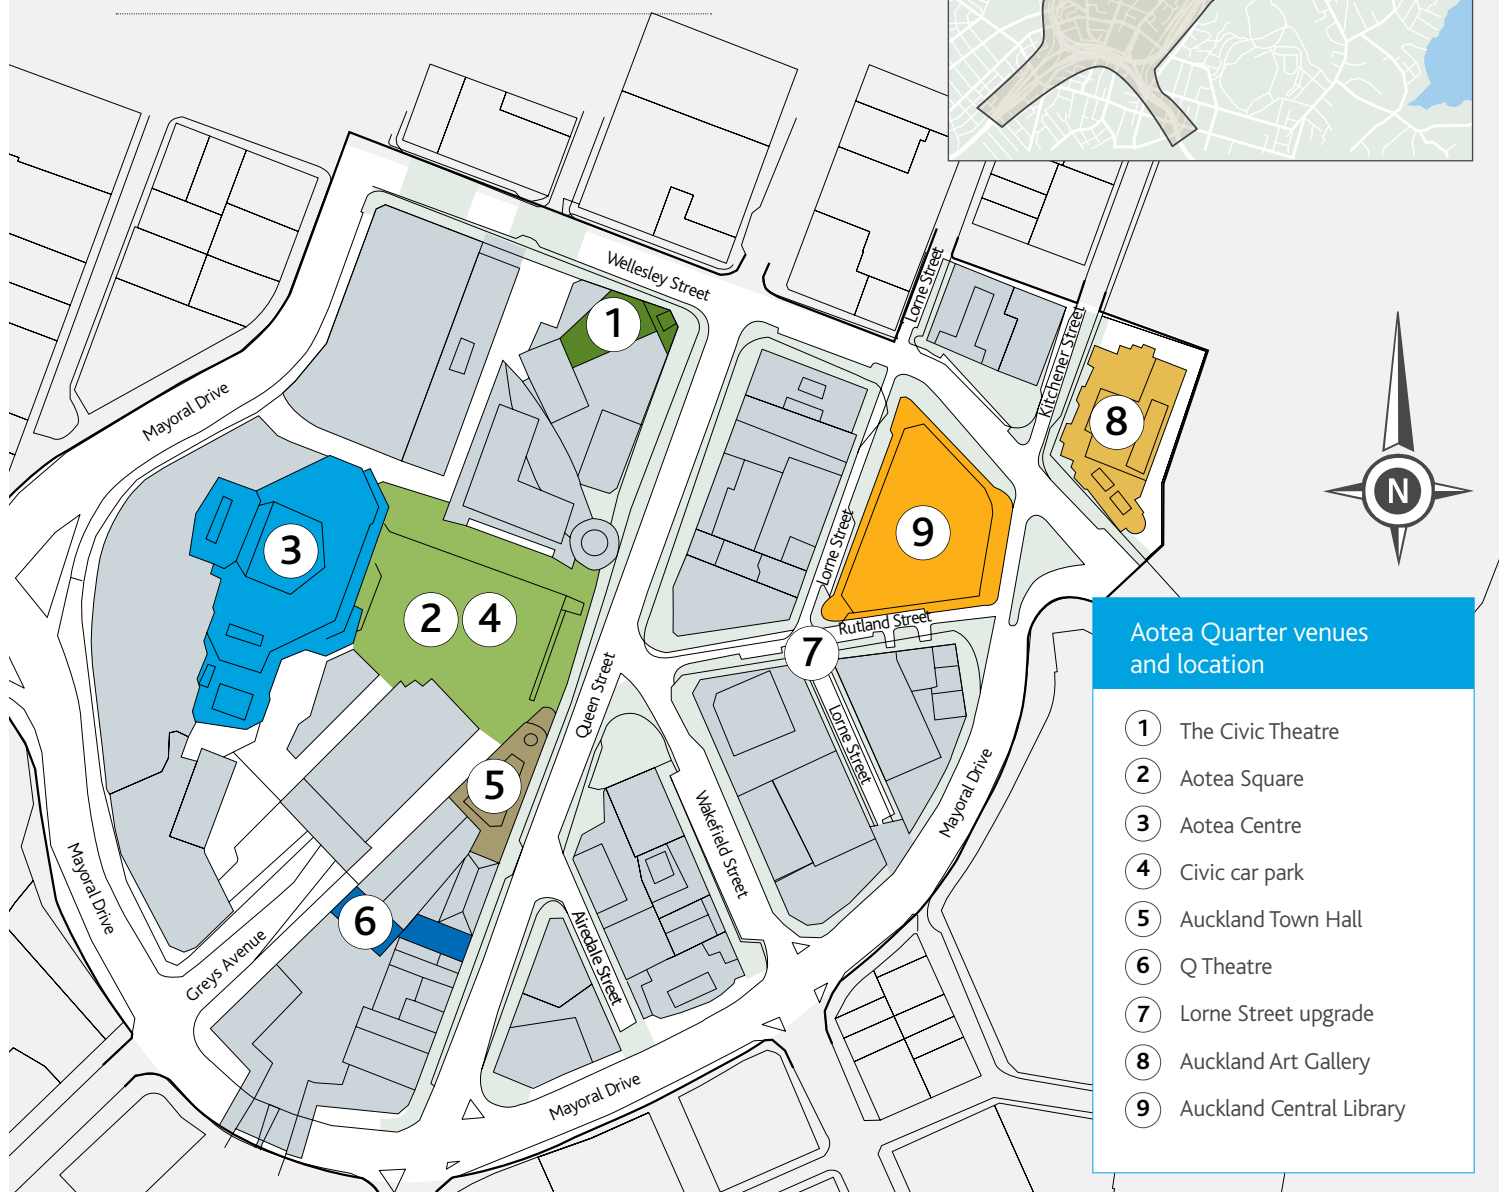 Wellesley Street
Lorne Street
Kitchener Street
1
8
Mayoral Drive
N
9
3
Lorne Street
2
4
Rutland Street
7
Queen Street
Lorne Street
5
Mayoral Drive
Wakefield Street
Mayoral Drive
6
Airedale Street
Greys Avenue
Mayoral Drive
Aotea Quarter venues
and location
1 The Civic Theatre
2 Aotea Square
3 Aotea Centre
4 Civic car park
5 Auckland Town Hall
6 Q Theatre
7 Lorne Street upgrade
8 Auckland Art Gallery
9 Auckland Central Library